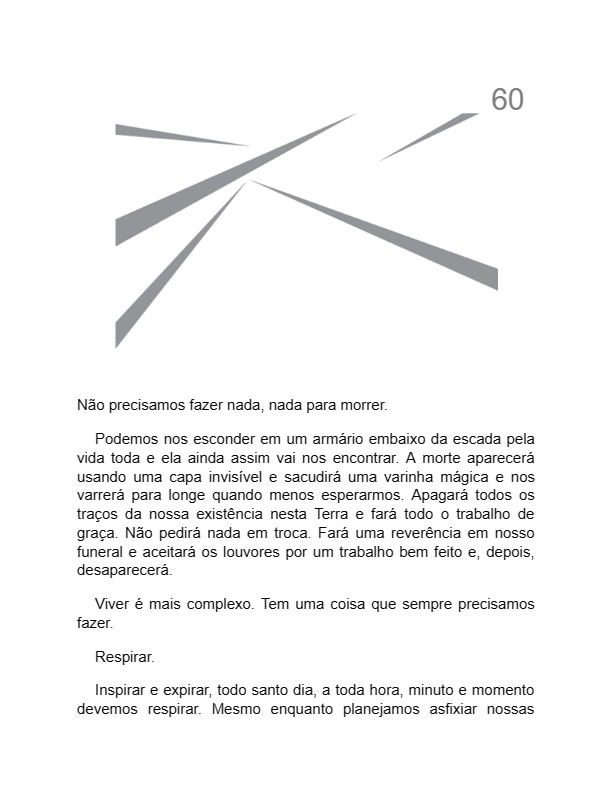 60
Não precisamos fazer nada, nada para morrer.
Podemos nos esconder em um armário embaixo da escada pela
vida toda e ela ainda assim vai nos encontrar. A morte aparecerá
usando uma capa invisível e sacudirá uma varinha mágica e nos
varrerá para longe quando menos esperarmos. Apagará todos os
traços da nossa existência nesta Terra e fará todo o trabalho de
graça. Não pedirá nada em troca. Fará uma reverência em nosso
funeral e aceitará os louvores por um trabalho bem feito e, depois,
desaparecerá.
Viver é mais complexo. Tem uma coisa que sempre precisamos
fazer.
Respirar.
Inspirar e expirar, todo santo dia, a toda hora, minuto e momento
devemos respirar. Mesmo enquanto planejamos asfixiar nossas